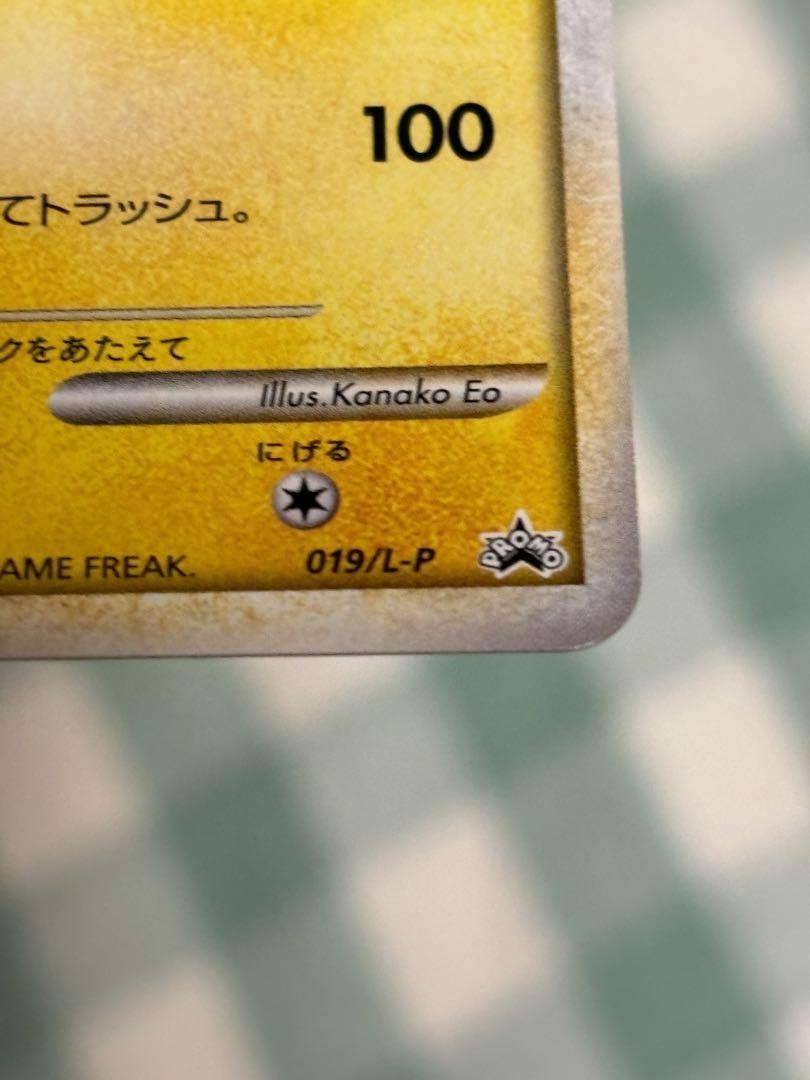 100
てトラッシュ。
クをあたえて
Illus.Kanako Eo
にげる
AME FREAK.
019/L-P
PROMO